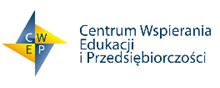 C W
E P
Centrum Wspierania
Edukacji
i Przedsiębiorczości